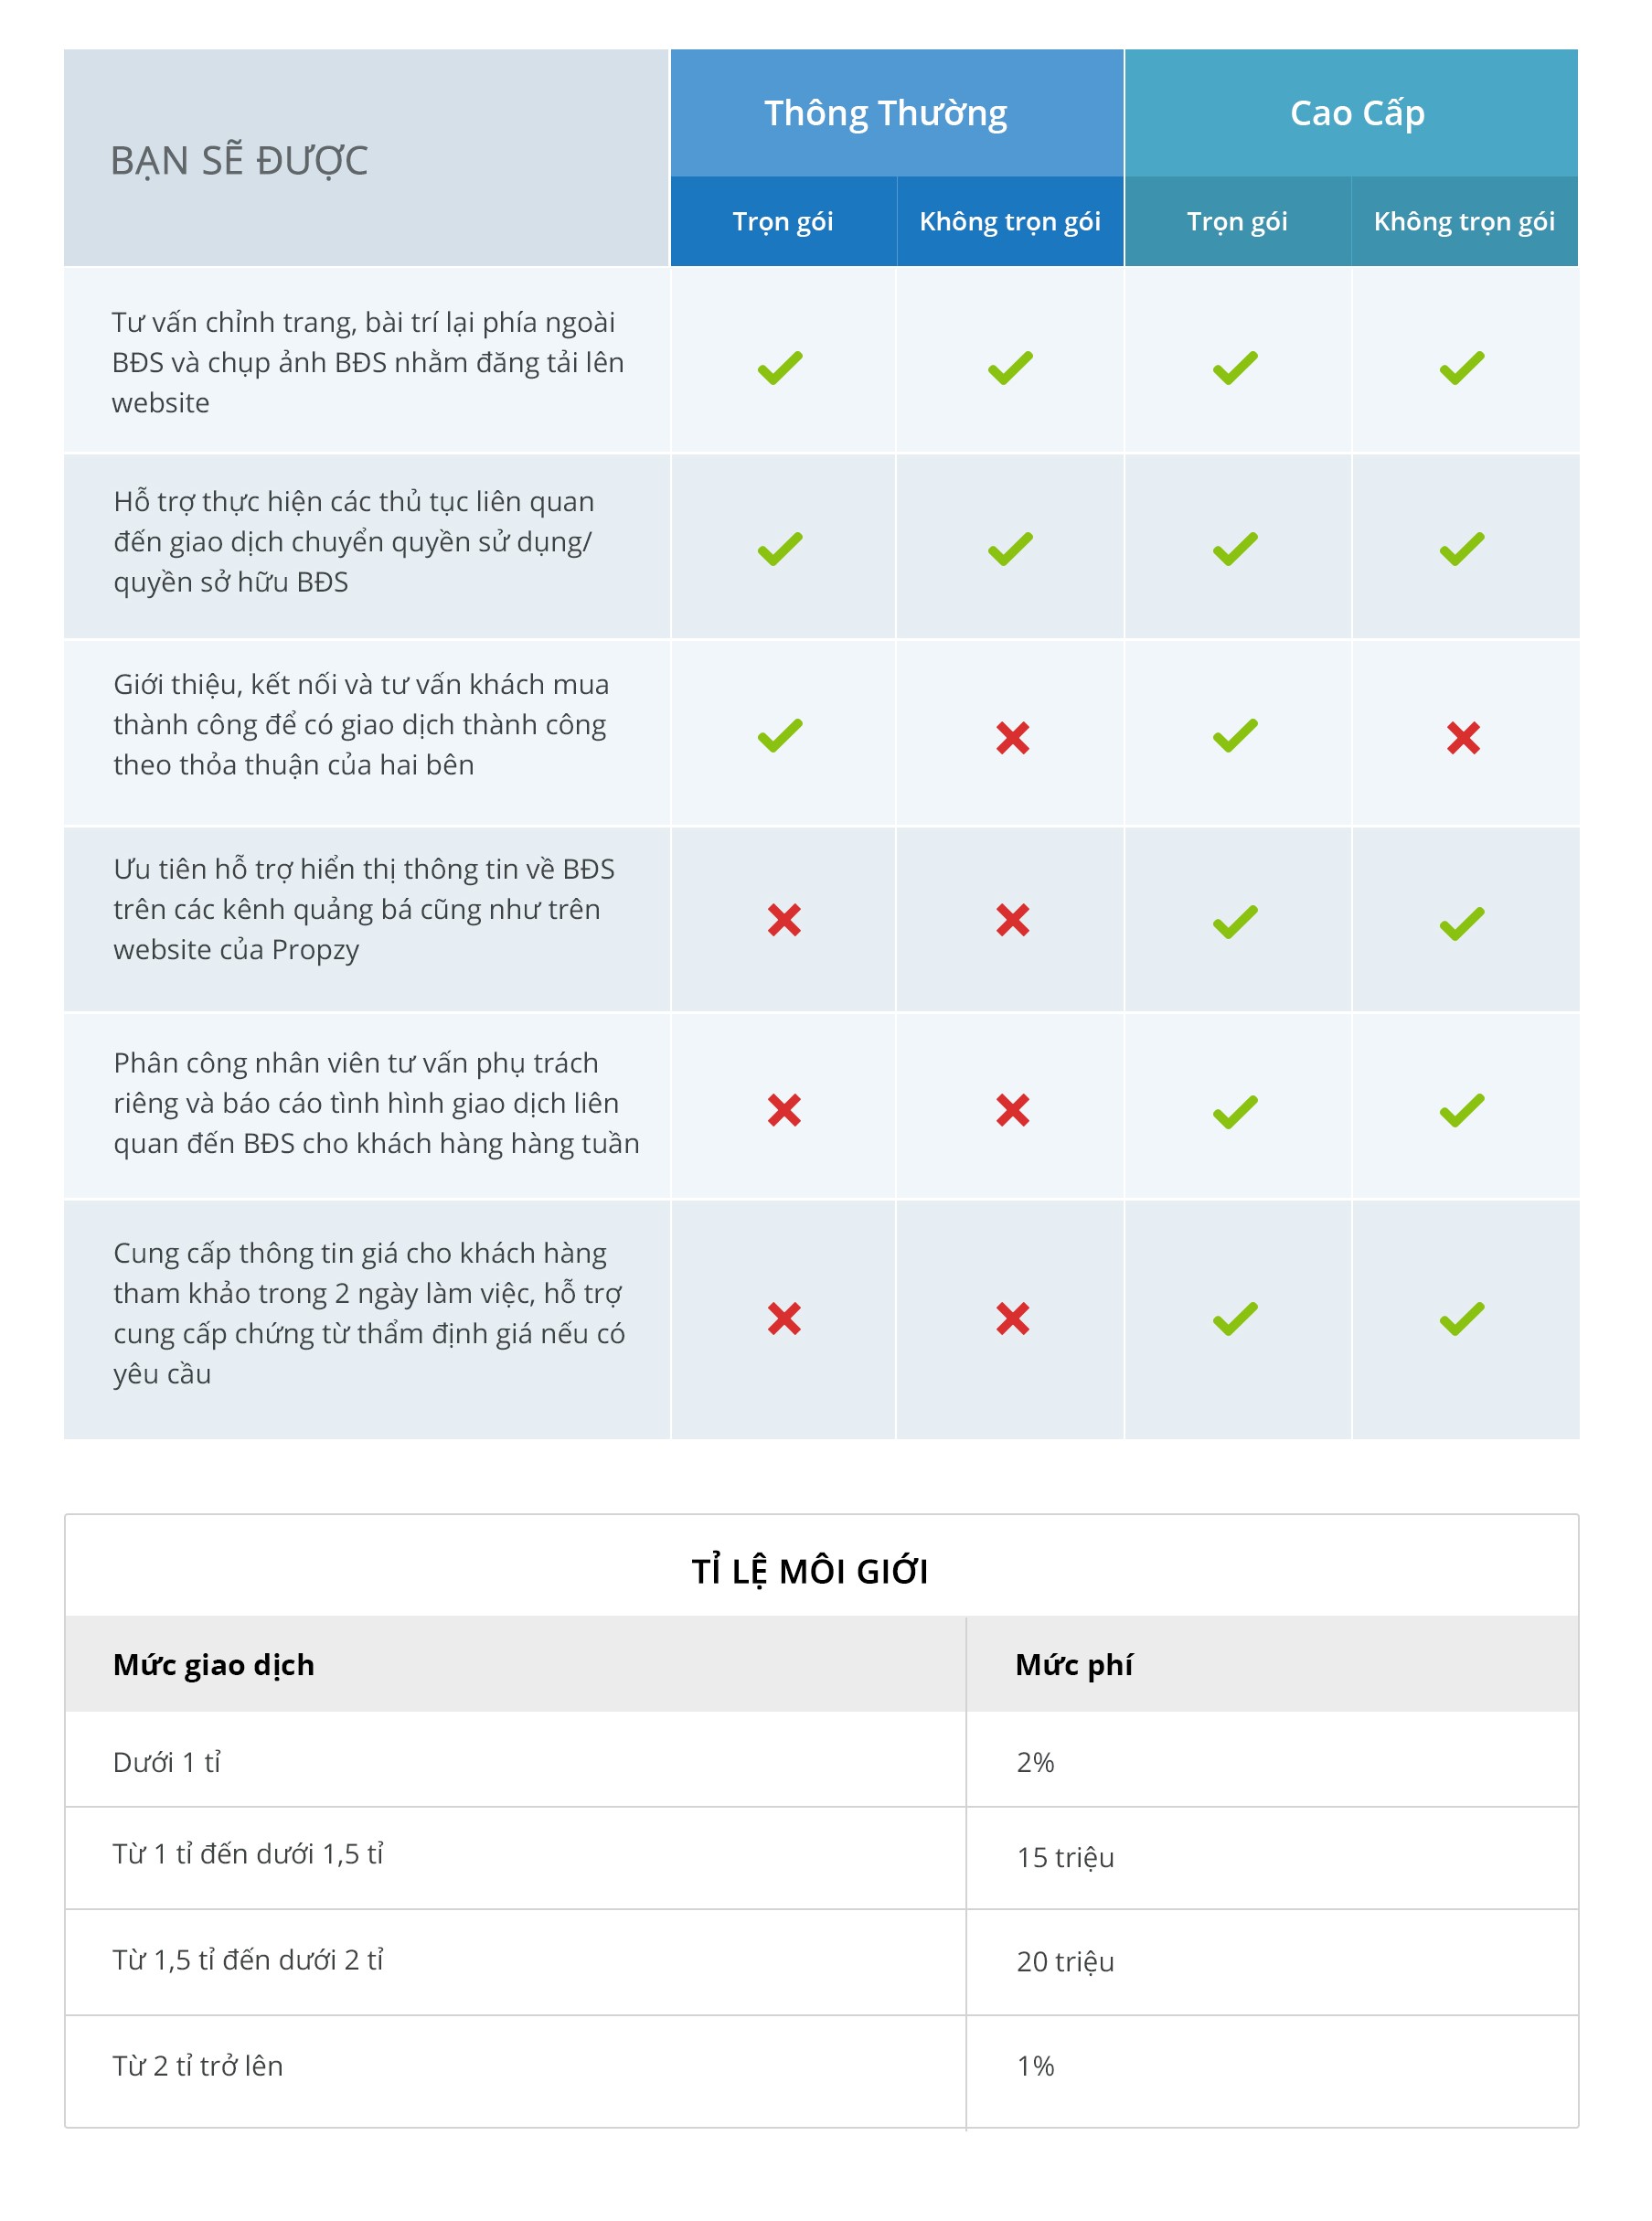 BẠN SẼ ĐƯỢC
Thông Thường
Cao Cấp
Trọn gói
Không trọn gói
Trọn gói
Không trọn gói
Tư vấn chỉnh trang, bài trí lại phía ngoài
BĐS và chụp ảnh BĐS nhằm đăng tải lên
website
Hỗ trợ thực hiện các thủ tục liên quan
đến giao dịch chuyển quyền sử dụng/
quyền sở hữu BĐS
Giới thiệu, kết nối và tư vấn khách mua
thành công để có giao dịch thành công
theo thỏa thuận của hai bên
Ưu tiên hỗ trợ hiển thị thông tin về BĐS
trên các kênh quảng bá cũng như trên
website của Propzy
Phân công nhân viên tư vấn phụ trách
riêng và báo cáo tình hình giao dịch liên
quan đến BĐS cho khách hàng hàng tuần
Cung cấp thông tin giá cho khách hàng
tham khảo trong 2 ngày làm việc, hỗ trợ
cung cấp chứng từ thẩm định giá nếu có
yêu cầu
TỈ LỆ MÔI GIỚI
Mức giao dịch
Mức phí
Dưới 1 tỉ
2%
Từ 1 tỉ đến dưới 1,5 tỉ
15 triệu
Từ 1,5 tỉ đến dưới 2 tỉ
20 triệu
Từ 2 tỉ trở lên
1%